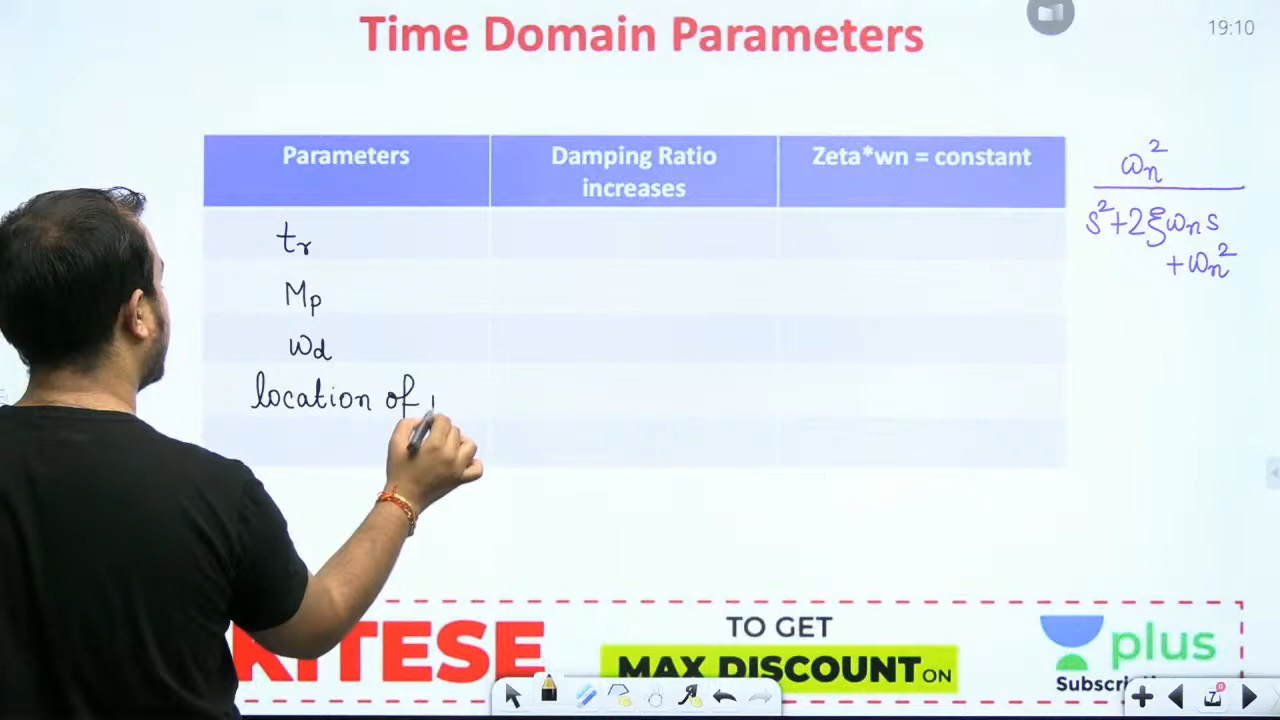 Time Domain Parameters
19:10
Parameters
Damping Ratio
increases
Zeta*wn = constant
ωn²
s²+2ξωns
+ωn²
tr
Mp
ωd
location of
KITESE
TO GET
MAX DISCOUNT ON
plus